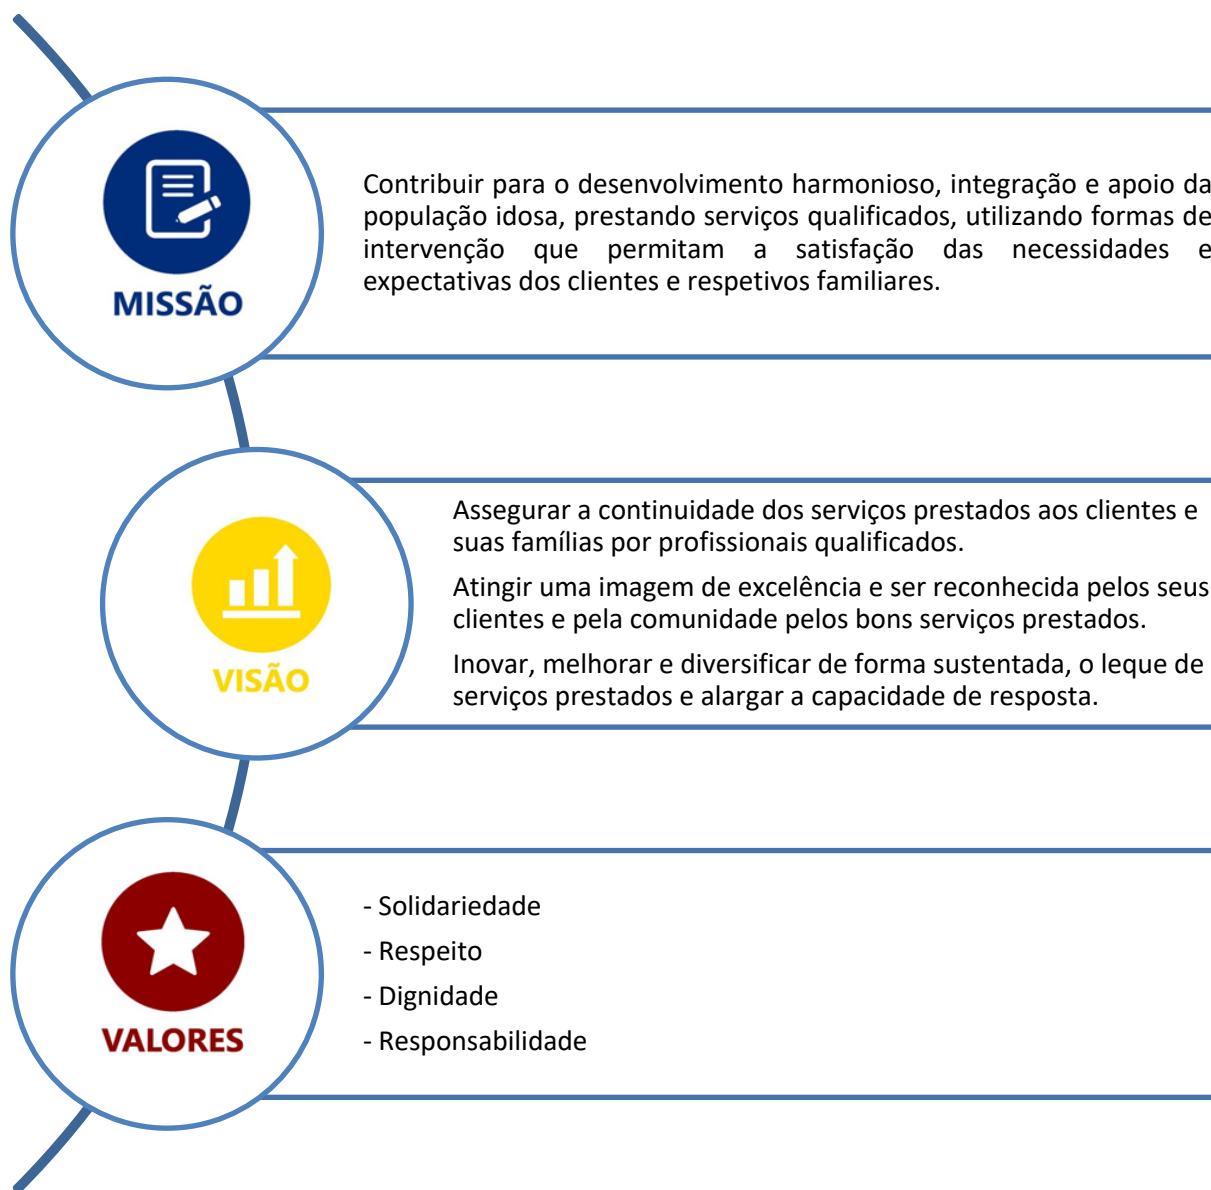 MISSÃO
Contribuir para o desenvolvimento harmonioso, integração e apoio da
população idosa, prestando serviços qualificados, utilizando formas de
intervenção que permitam a satisfação das necessidades e
expectativas dos clientes e respetivos familiares.
VISÃO
Assegurar a continuidade dos serviços prestados aos clientes e
suas famílias por profissionais qualificados.
Atingir uma imagem de excelência e ser reconhecida pelos seus
clientes e pela comunidade pelos bons serviços prestados.
Inovar, melhorar e diversificar de forma sustentada, o leque de
serviços prestados e alargar a capacidade de resposta.
VALORES
- Solidariedade
- Respeito
- Dignidade
- Responsabilidade